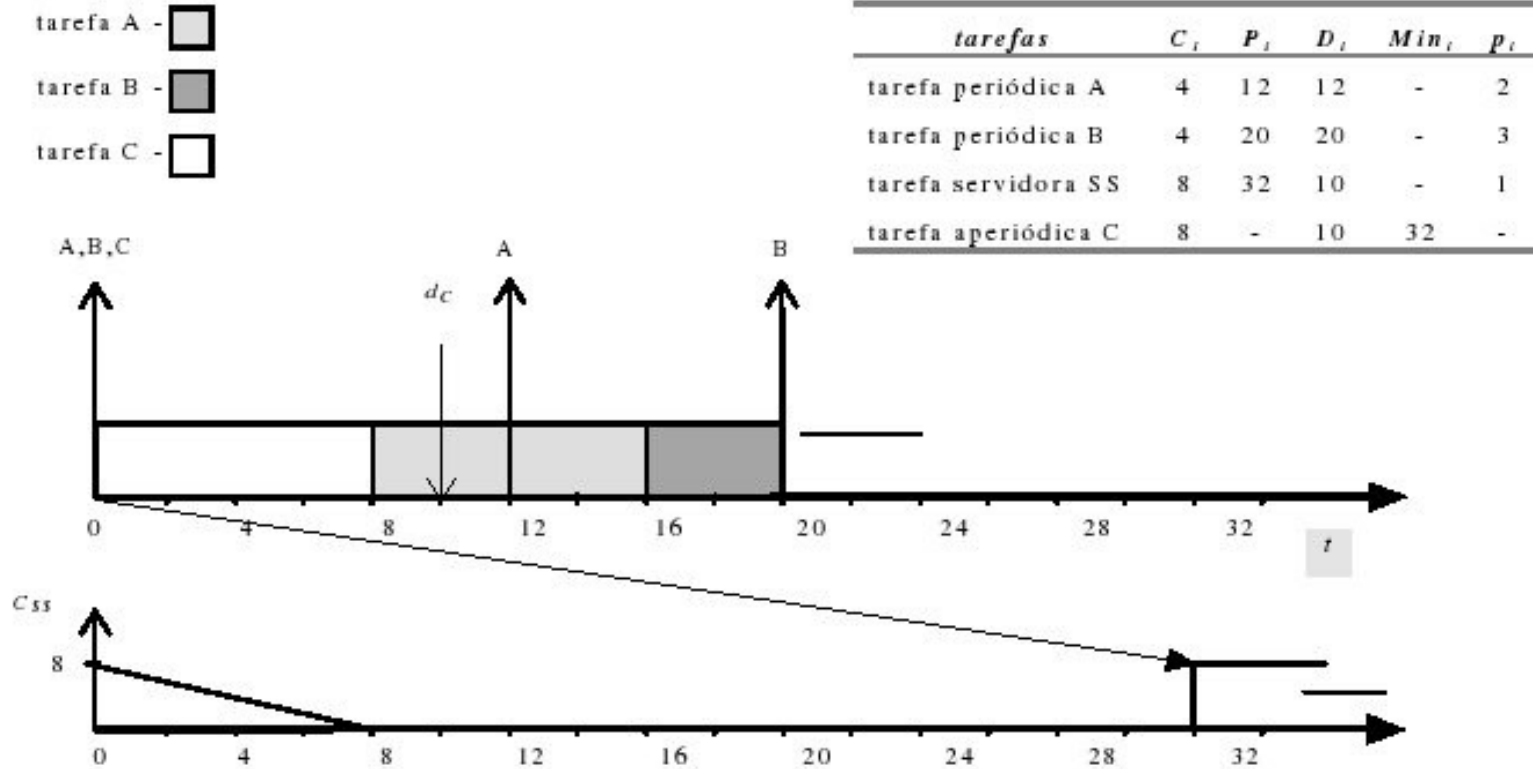 tarefa A -
tarefa B -
tarefa C -
tarefas C_i P_i D_i Min_i p_i
tarefa periódica A 4 12 12 - 2
tarefa periódica B 4 20 20 - 3
tarefa servidora SS 8 32 10 - 1
tarefa aperiódica C 8 - 10 32 -
A,B,C
A
B
d_C
0 4 8 12 16 20 24 28 32
t
C_SS
8
0 4 8 12 16 20 24 28 32